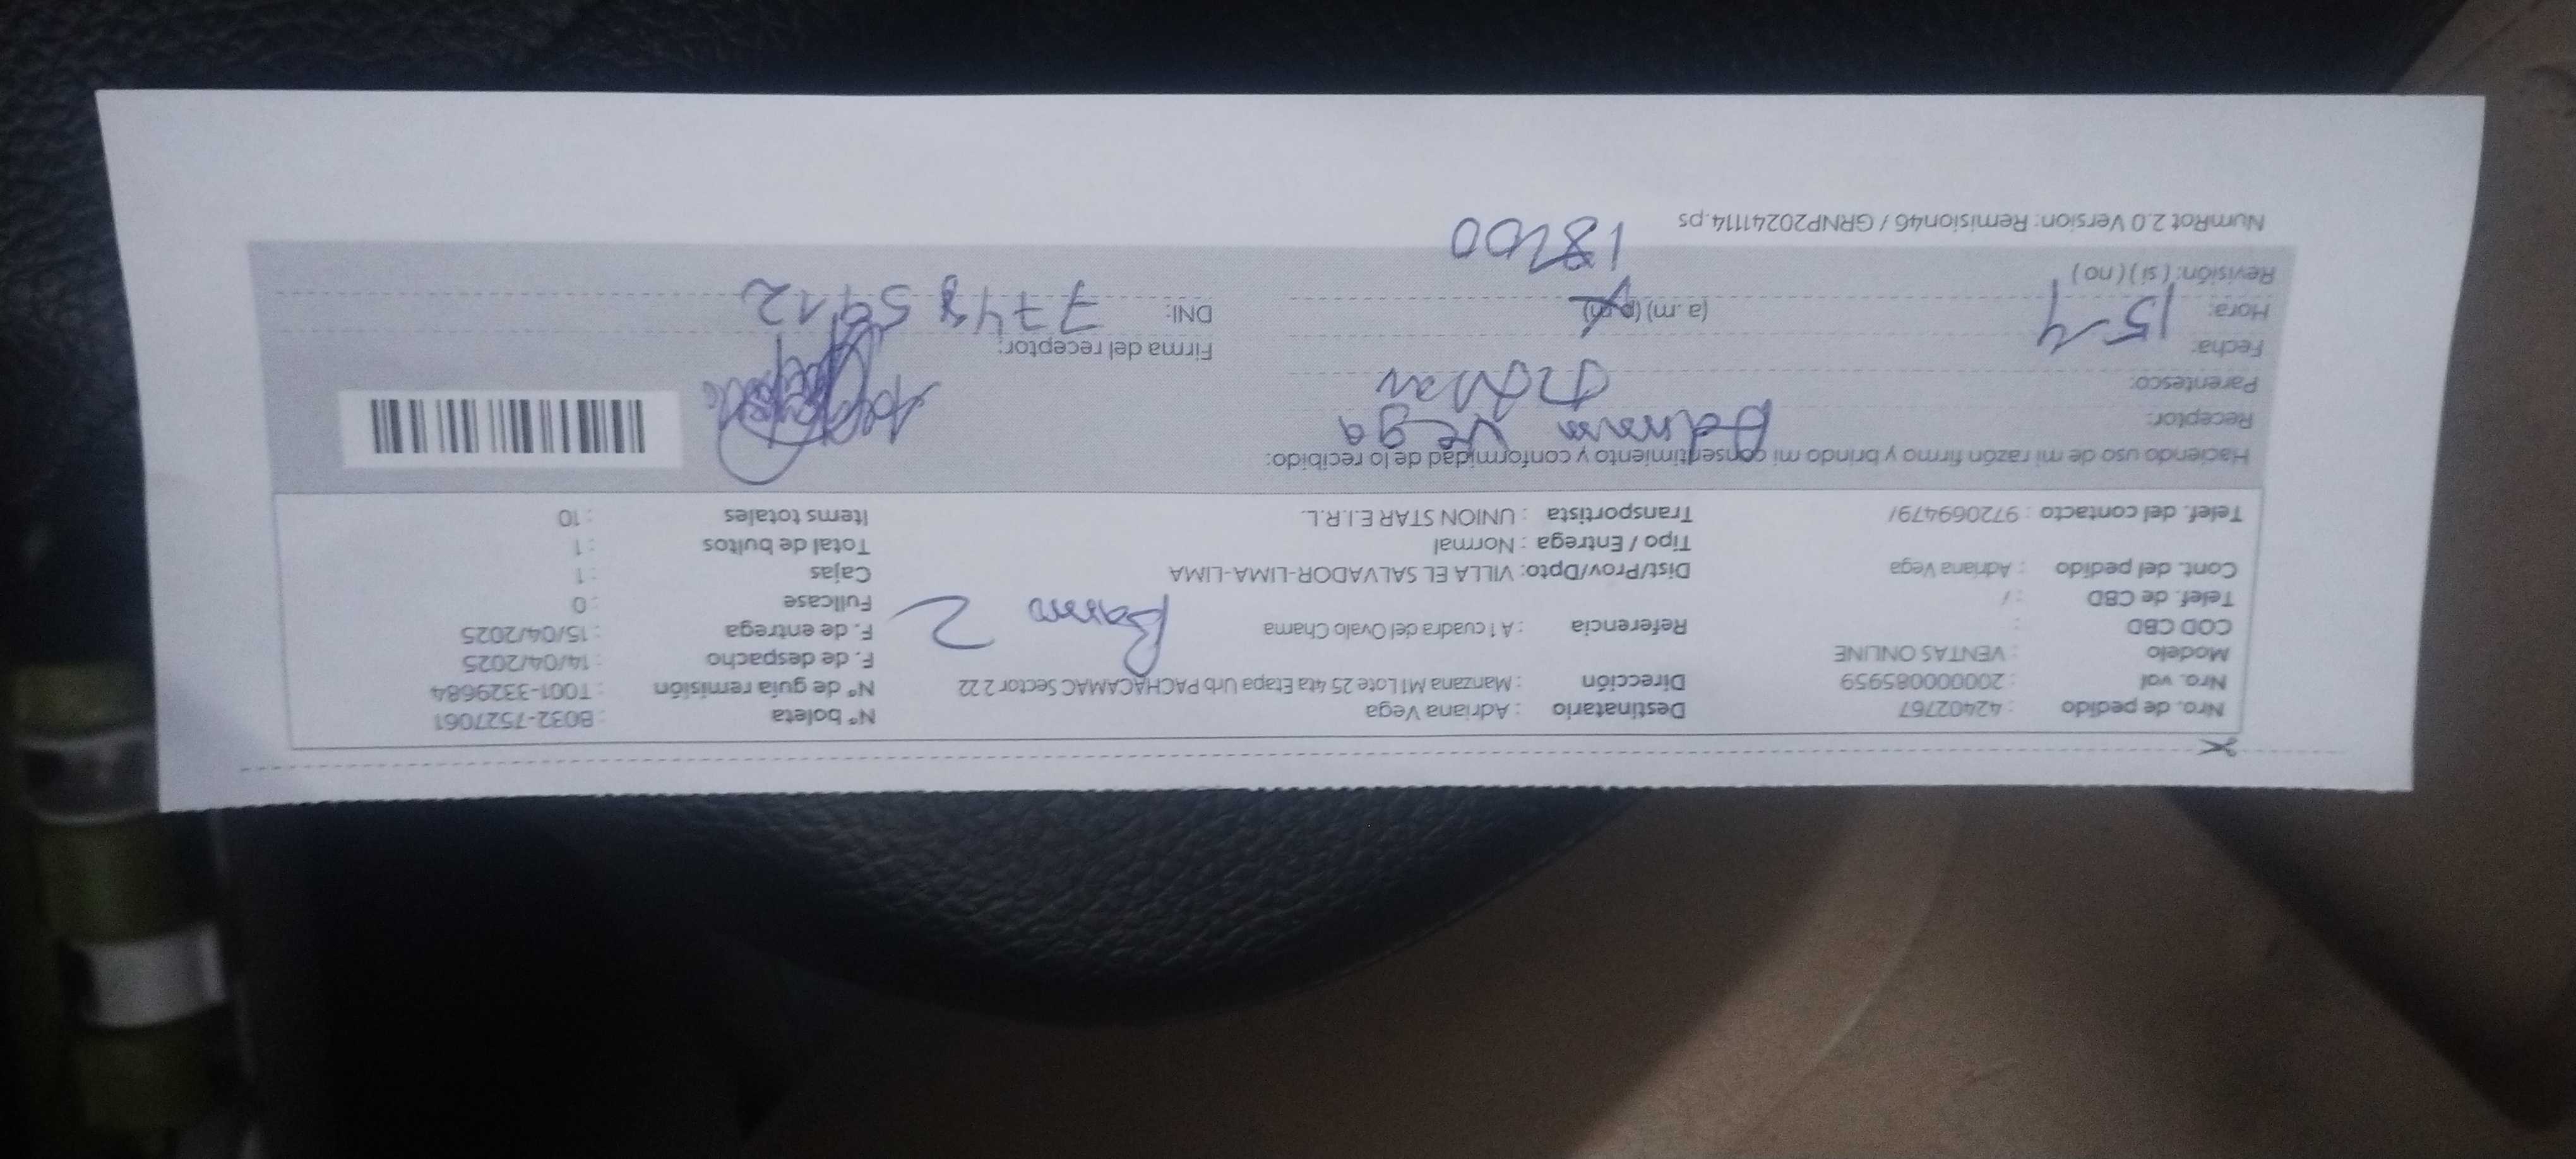 Nro. de pedido : 42402767 Destinatario : Adriana Vega N° boleta : B032-7527061
Nro. val : 20000085959 Dirección : Manzana M1 Lote 25 4ta Etapa Urb PACHACAMAC Sector 2 22 N° de guía remisión : T001-3329684
Modelo : VENTAS ONLINE F. de despacho : 14/04/2025
COD CBD : Referencia : A 1 cuadra del Ovalo Chama F. de entrega : 15/04/2025
Telef. de CBD : / Barrio 2 Fullcase : 0
Cont. del pedido : Adriana Vega Dist/Prov/Dpto: VILLA EL SALVADOR-LIMA-LIMA Cajas : 1
Tipo / Entrega : Normal Total de bultos : 1
Telef. del contacto : 972069479/ Transportista : UNION STAR E.I.R.L. Items totales : 10
Haciendo uso de mi razón firmo y brindo mi consentimiento y conformidad de lo recibido:
Receptor: Vega
Parentesco:
Fecha: 15-4 Firma del receptor:
Hora: (a.m) (p.m) DNI: 77485912
Revisión: ( si ) ( no ) 18:00
NumRot 2.0 Version: Remision46 / GRNP20241114.ps